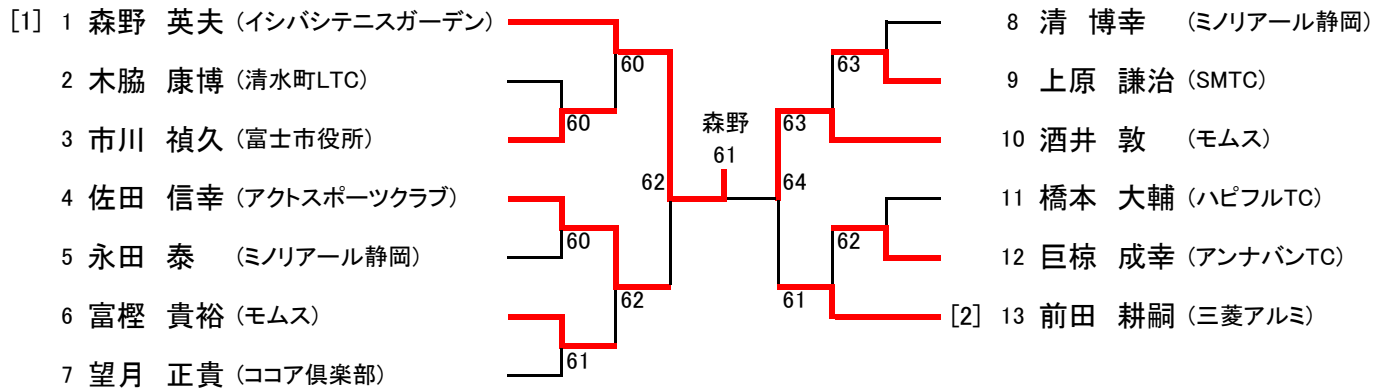 [1] 1 森野 英夫 (イシバシテニスガーデン)
2 木脇 康博 (清水町LTC)
3 市川 禎久 (富士市役所)
4 佐田 信幸 (アクトスポーツクラブ)
5 永田 泰 (ミノリアール静岡)
6 富樫 貴裕 (モムス)
7 望月 正貴 (ココア倶楽部)
60
60
62
60
62
61
森野
61
63
63
64
62
61
8 清 博幸 (ミノリアール静岡)
9 上原 謙治 (SMTC)
10 酒井 敦 (モムス)
11 橋本 大輔 (ハピフルTC)
12 巨椋 成幸 (アンナバンTC)
[2] 13 前田 耕嗣 (三菱アルミ)